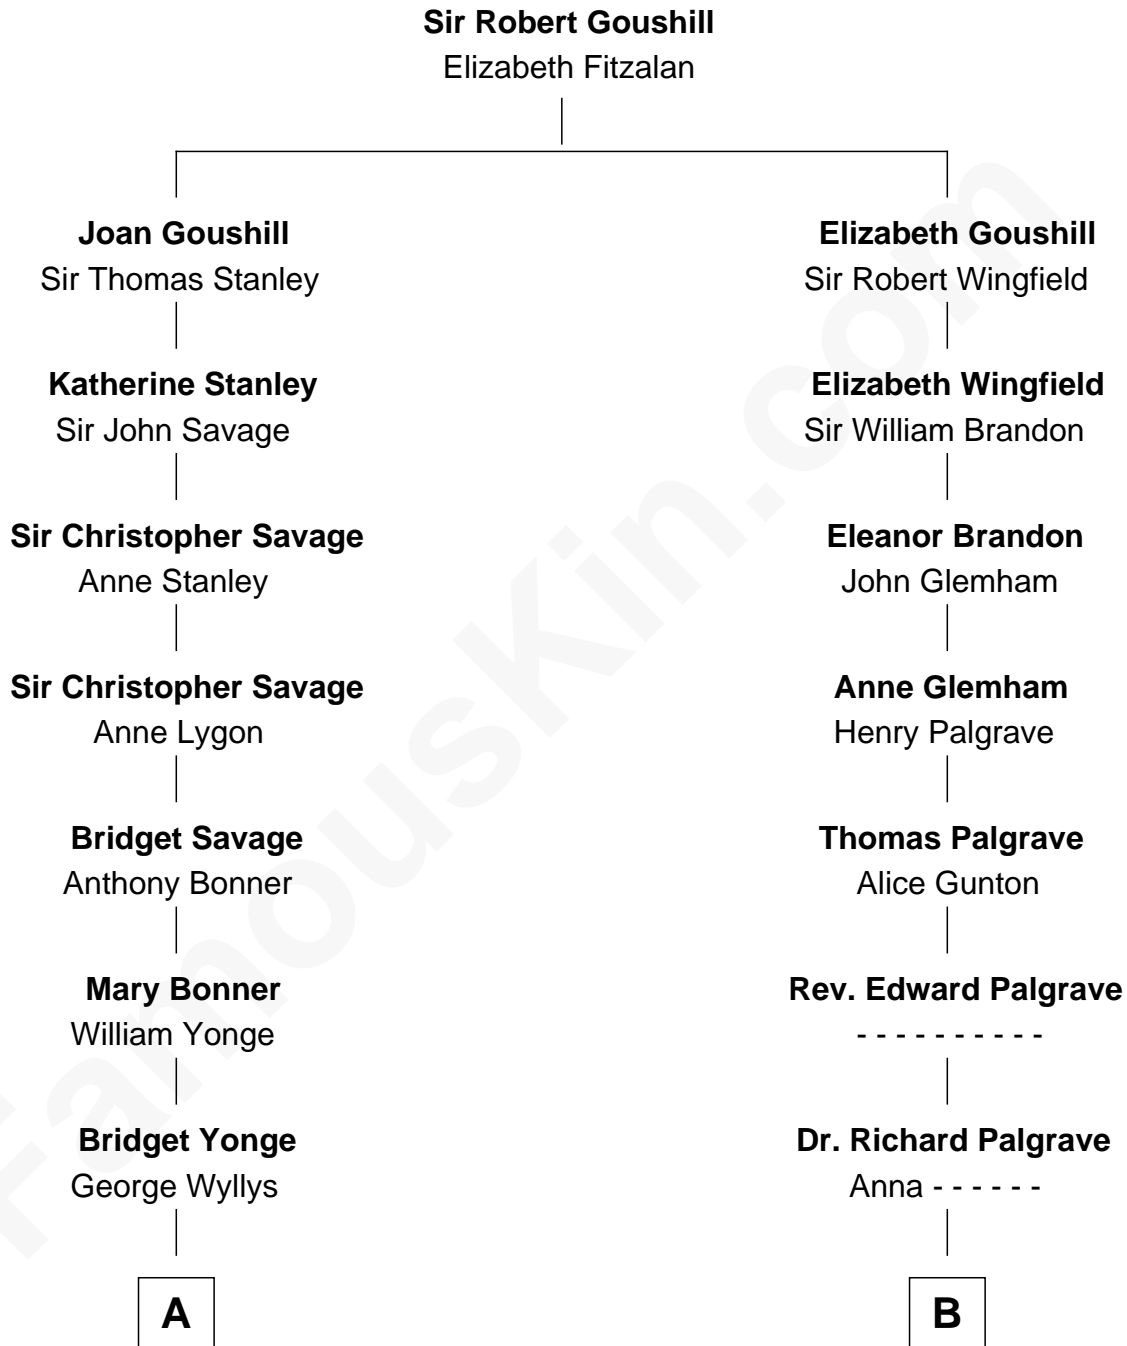 Sir Robert Goushill
Elizabeth Fitzalan
Joan Goushill
Sir Thomas Stanley
Katherine Stanley
Sir John Savage
Sir Christopher Savage
Anne Stanley
Sir Christopher Savage
Anne Lygon
Bridget Savage
Anthony Bonner
Mary Bonner
William Yonge
Bridget Yonge
George Wyllys
A
Elizabeth Goushill
Sir Robert Wingfield
Elizabeth Wingfield
Sir William Brandon
Eleanor Brandon
John Glemham
Anne Glemham
Henry Palgrave
Thomas Palgrave
Alice Gunton
Rev. Edward Palgrave
- - - - - - - - - -
Dr. Richard Palgrave
Anna - - - - - -
B
FamousKin.com